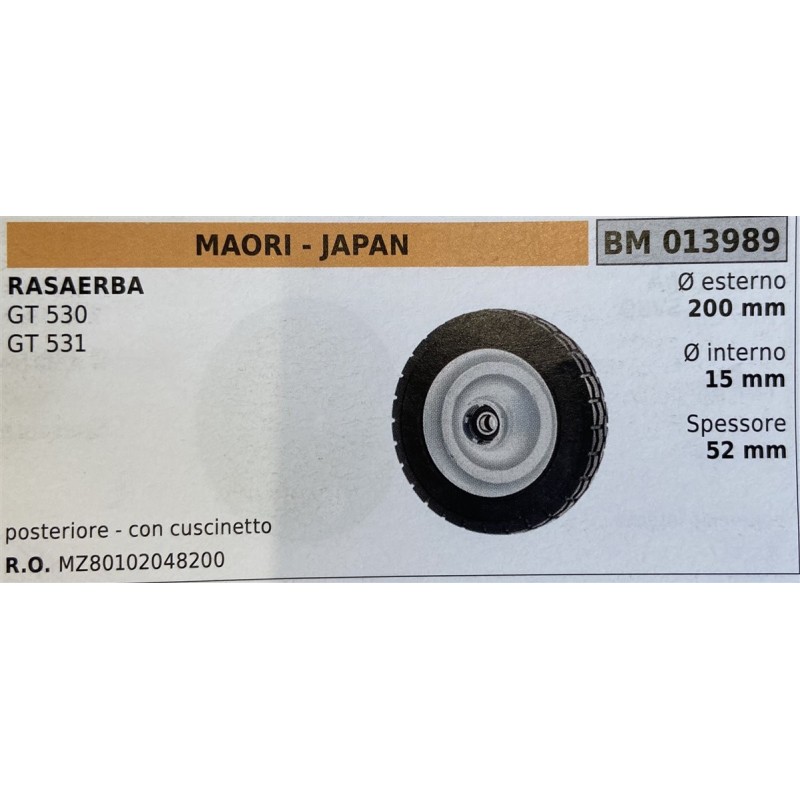 MAORI - JAPAN
BM 013989
RASAERBA
GT 530
GT 531
Ø esterno
200 mm
Ø interno
15 mm
Spessore
52 mm
posteriore - con cuscinetto
R.O. MZ80102048200